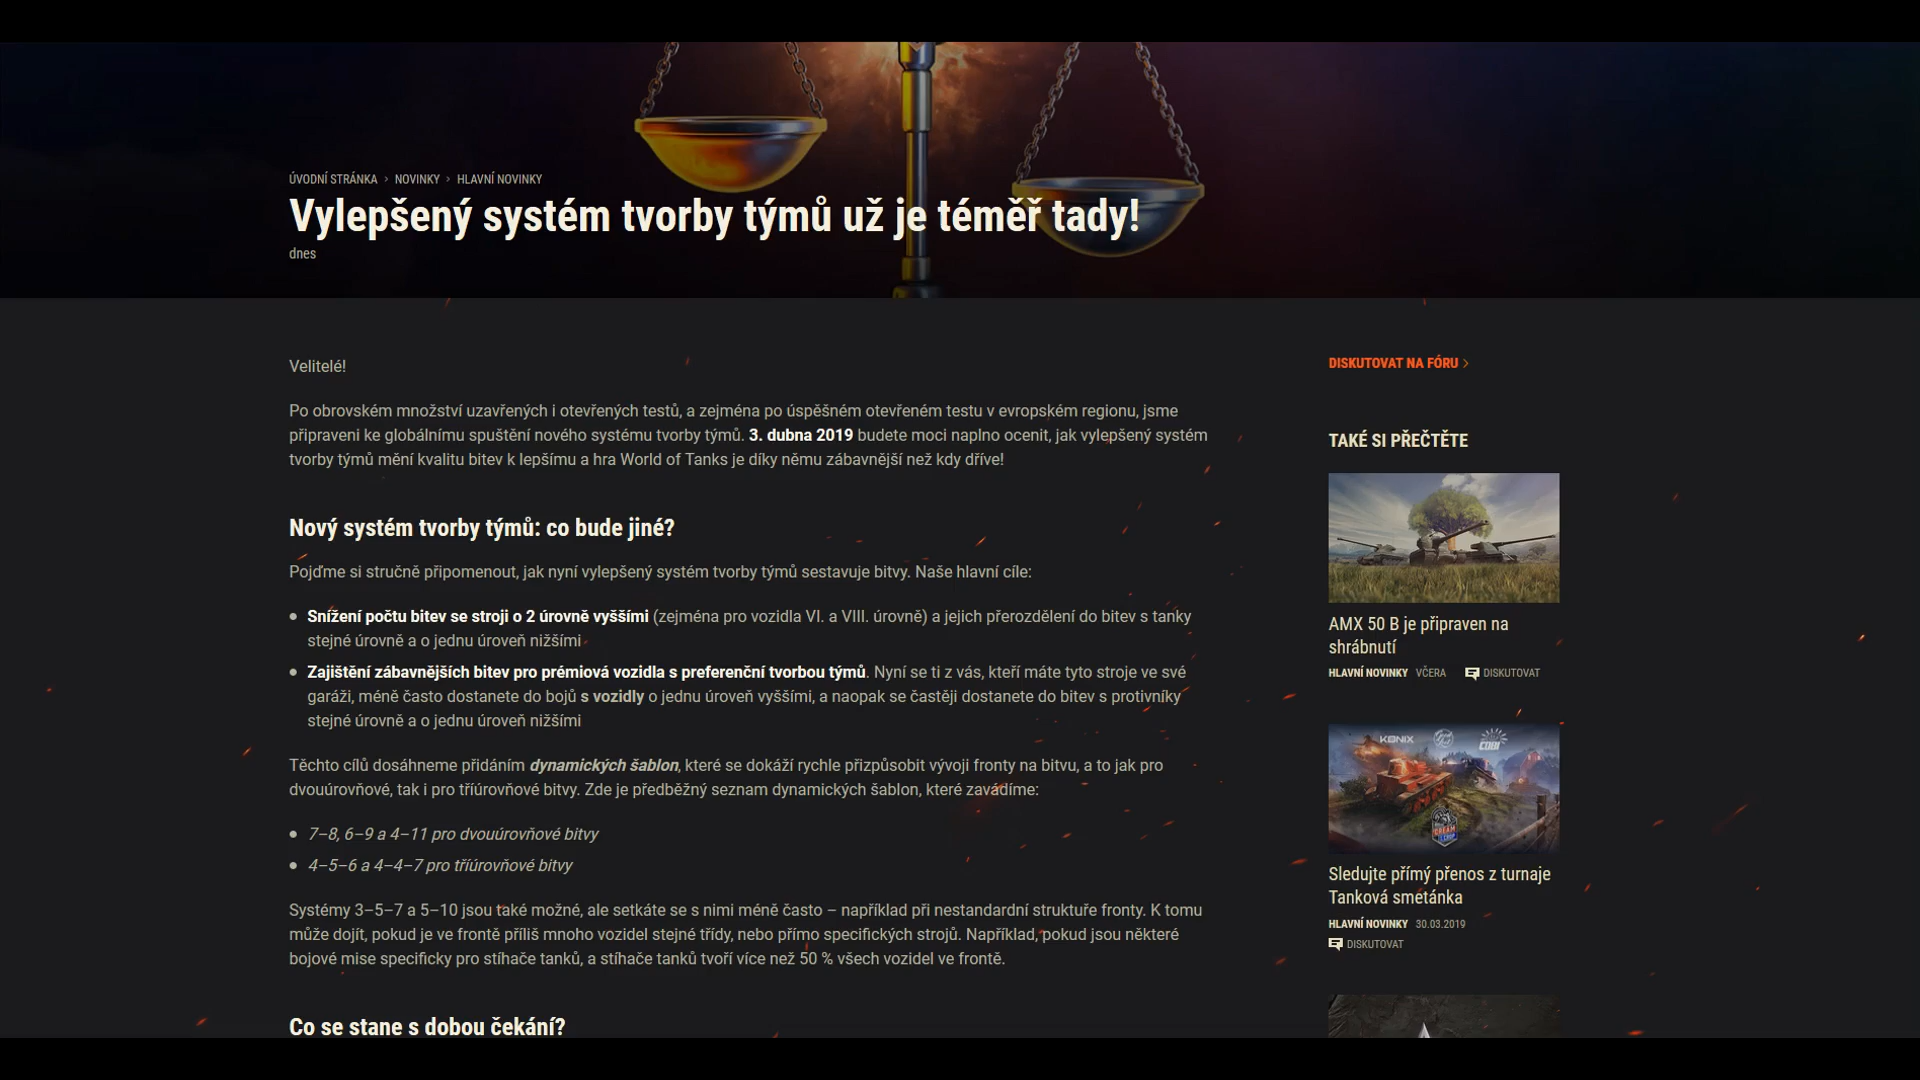 ÚVODNÍ STRÁNKA › NOVINKY › HLAVNÍ NOVINKY
Vylepšený systém tvorby týmů už je téměř tady!
dnes
Velitelé!
Po obrovském množství uzavřených i otevřených testů, a zejména po úspěšném otevřeném testu v evropském regionu, jsme
připraveni ke globálnímu spuštění nového systému tvorby týmů. 3. dubna 2019 budete moci naplno ocenit, jak vylepšený systém
tvorby týmů mění kvalitu bitev k lepšímu a hra World of Tanks je díky němu zábavnější než kdy dříve!
Nový systém tvorby týmů: co bude jiné?
Pojďme si stručně připomenout, jak nyní vylepšený systém tvorby týmů sestavuje bitvy. Naše hlavní cíle:
● Snížení počtu bitev se stroji o 2 úrovně vyššími (zejména pro vozidla VI. a VIII. úrovně) a jejich přerozdělení do bitev s tanky
stejné úrovně a o jednu úroveň nižšími
● Zajištění zábavnějších bitev pro prémiová vozidla s preferenční tvorbou týmů. Nyní se ti z vás, kteří máte tyto stroje ve své
garáži, méně často dostanete do bojů s vozidly o jednu úroveň vyššími, a naopak se častěji dostanete do bitev s protivníky
stejné úrovně a o jednu úroveň nižšími
Těchto cílů dosáhneme přidáním dynamických šablon, které se dokáží rychle přizpůsobit vývoji fronty na bitvu, a to jak pro
dvouúrovňové, tak i pro tříúrovňové bitvy. Zde je předběžný seznam dynamických šablon, které zavádíme:
● 7–8, 6–9 a 4–11 pro dvouúrovňové bitvy
● 4–5–6 a 4–4–7 pro tříúrovňové bitvy
Systémy 3–5–7 a 5–10 jsou také možné, ale setkáte se s nimi méně často – například při nestandardní struktuře fronty. K tomu
může dojít, pokud je ve frontě příliš mnoho vozidel stejné třídy, nebo přímo specifických strojů. Například, pokud jsou některé
bojové mise specificky pro stíhače tanků, a stíhače tanků tvoří více než 50 % všech vozidel ve frontě.
Co se stane s dobou čekání?
DISKUTOVAT NA FÓRU ›
TAKÉ SI PŘEČTĚTE
AMX 50 B je připraven na
shrábnutí
HLAVNÍ NOVINKY VČERA DISKUTOVAT
KONIX
COBI
DREAM
Sledujte přímý přenos z turnaje
Tanková smetánka
HLAVNÍ NOVINKY 30.03.2019
DISKUTOVAT